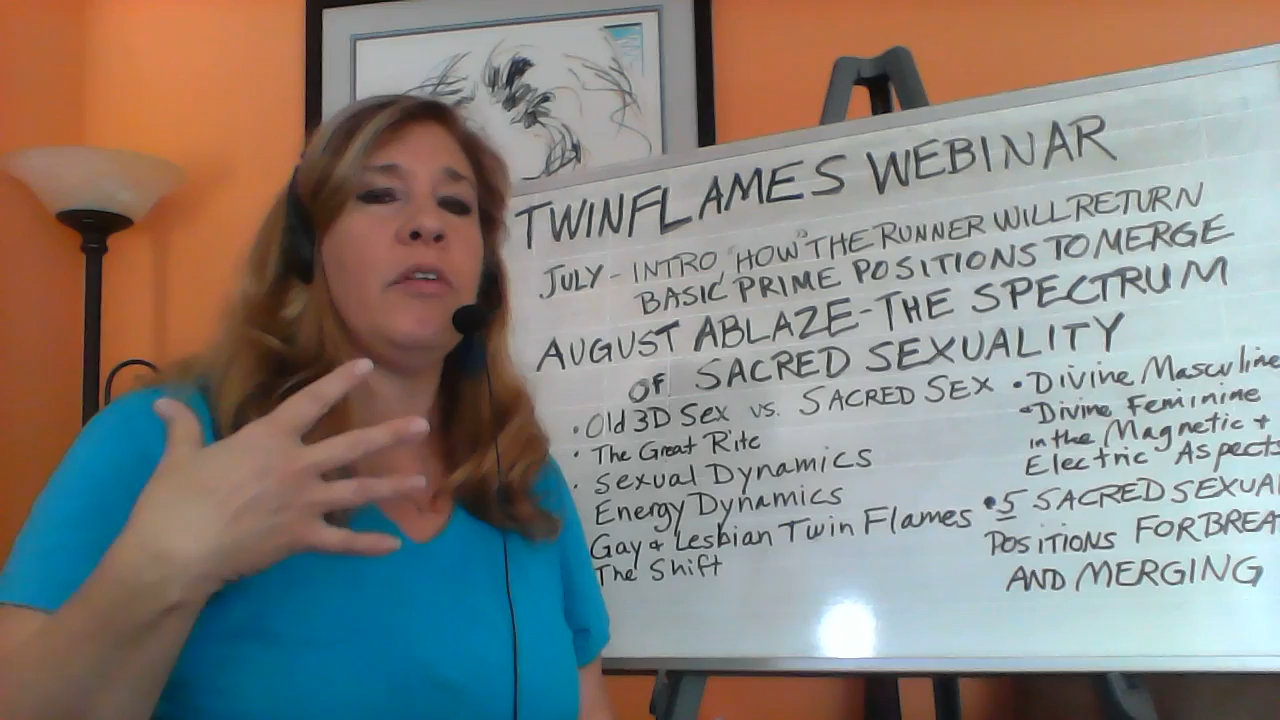 TWINFLAMES WEBINAR
JULY - INTRO, "HOW" THE RUNNER WILL RETURN
BASIC PRIME POSITIONS TO MERGE
AUGUST ABLAZE - THE SPECTRUM
OF SACRED SEXUALITY
• Old 3D Sex vs. SACRED SEX
• The Great Rite
• Sexual Dynamics
Energy Dynamics
Gay & Lesbian Twin Flames
The Shift
• Divine Masculine
• Divine Feminine
in the Magnetic +
Electric Aspects
• 5 SACRED SEXUA
POSITIONS FOR BREA
AND MERGING